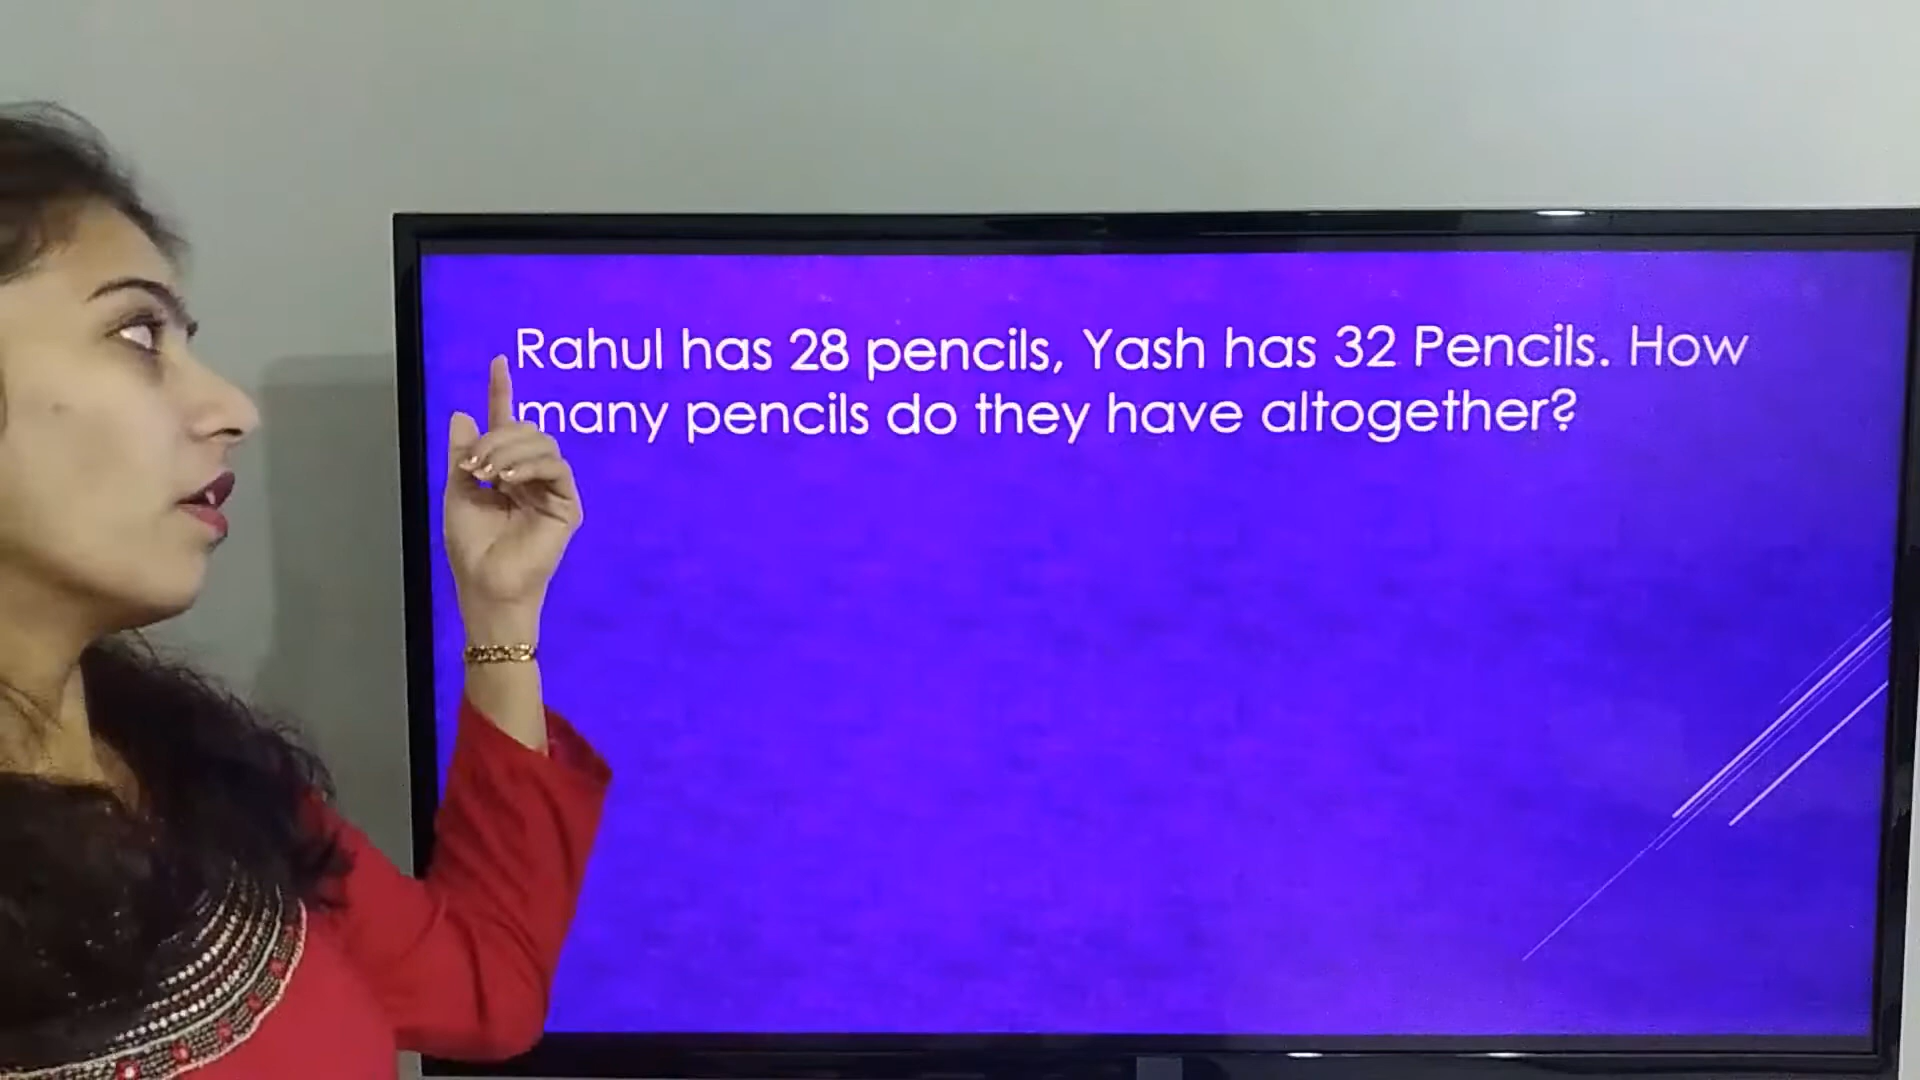 Rahul has 28 pencils, Yash has 32 Pencils. How
many pencils do they have altogether?